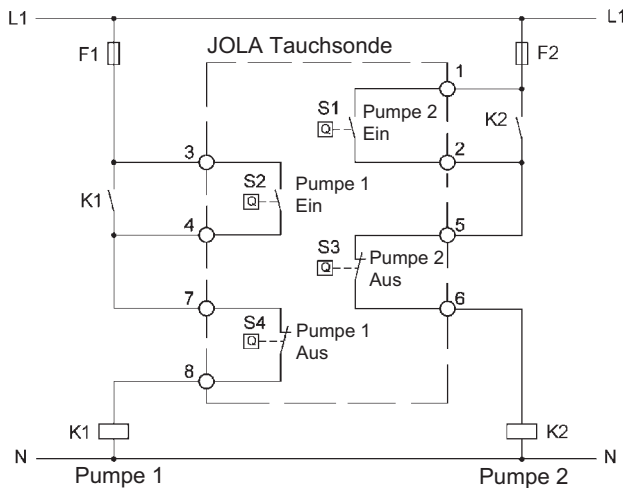 L1 L1
F1 JOLA Tauchsonde F2
1
S1 Pumpe 2 Ein
Q
K2
3 2
S2 Pumpe 1 Ein
Q
K1
4 5
S3 Pumpe 2 Aus
Q
7 6
S4 Pumpe 1 Aus
Q
8
K1 K2
N N
Pumpe 1 Pumpe 2